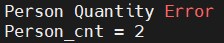 Person Quantity Error
Person_cnt = 2